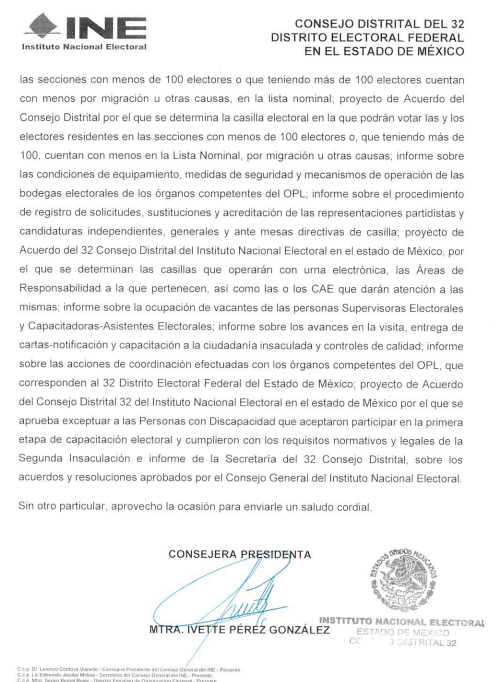 INE
Instituto Nacional Electoral
CONSEJO DISTRITAL DEL 32
DISTRITO ELECTORAL FEDERAL
EN EL ESTADO DE MÉXICO
las secciones con menos de 100 electores o que teniendo más de 100 electores cuentan
con menos por migración u otras causas, en la lista nominal; proyecto de Acuerdo del
Consejo Distrital por el que se determina la casilla electoral en la que podrán votar las y los
electores residentes en las secciones con menos de 100 electores o, que teniendo más de
100, cuentan con menos en la Lista Nominal, por migración u otras causas; informe sobre
las condiciones de equipamiento, medidas de seguridad y mecanismos de operación de las
bodegas electorales de los órganos competentes del OPL; informe sobre el procedimiento
de registro de solicitudes, sustituciones y acreditación de las representaciones partidistas y
candidaturas independientes, generales y ante mesas directivas de casilla; proyecto de
Acuerdo del 32 Consejo Distrital del Instituto Nacional Electoral en el estado de México, por
el que se determinan las casillas que operarán con urna electrónica, las Áreas de
Responsabilidad a la que pertenecen, así como las o los CAE que darán atención a las
mismas; informe sobre la ocupación de vacantes de las personas Supervisoras Electorales
y Capacitadoras-Asistentes Electorales; informe sobre los avances en la visita, entrega de
cartas-notificación y capacitación a la ciudadanía insaculada y controles de calidad; informe
sobre las acciones de coordinación efectuadas con los órganos competentes del OPL, que
corresponden al 32 Distrito Electoral Federal del Estado de México; proyecto de Acuerdo
del Consejo Distrital 32 del Instituto Nacional Electoral en el estado de México por el que se
aprueba exceptuar a las Personas con Discapacidad que aceptaron participar en la primera
etapa de capacitación electoral y cumplieron con los requisitos normativos y legales de la
Segunda Insaculación e informe de la Secretaría del 32 Consejo Distrital, sobre los
acuerdos y resoluciones aprobados por el Consejo General del Instituto Nacional Electoral.
Sin otro particular, aprovecho la ocasión para enviarle un saludo cordial.
CONSEJERA PRESIDENTA
MTRA. IVETTE PÉREZ GONZÁLEZ
ESTADOS UNIDOS MEXICANOS
INSTITUTO NACIONAL ELECTORAL
ESTADO DE MEXICO
DISTRITAL 32
C.c.p. Dr. Lorenzo Córdova Vianello - Consejero Presidente del Consejo General del INE - Presente.
C.c.p. Lic Edmundo Jacobo Molina - Secretario del Consejo General del INE - Presente.
C.c.p. Mtro. Sergio Bernal Rojas - Director Ejecutivo de Organización Electoral - Presente.